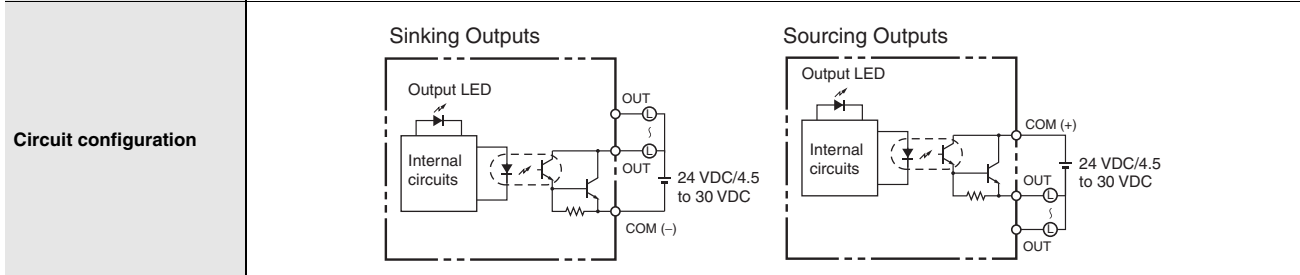 Circuit configuration
Sinking Outputs
Output LED
Internal
circuits
OUT
L
L
OUT
24 VDC/4.5
to 30 VDC
COM (–)
Sourcing Outputs
Output LED
Internal
circuits
COM (+)
24 VDC/4.5
to 30 VDC
OUT
L
L
OUT